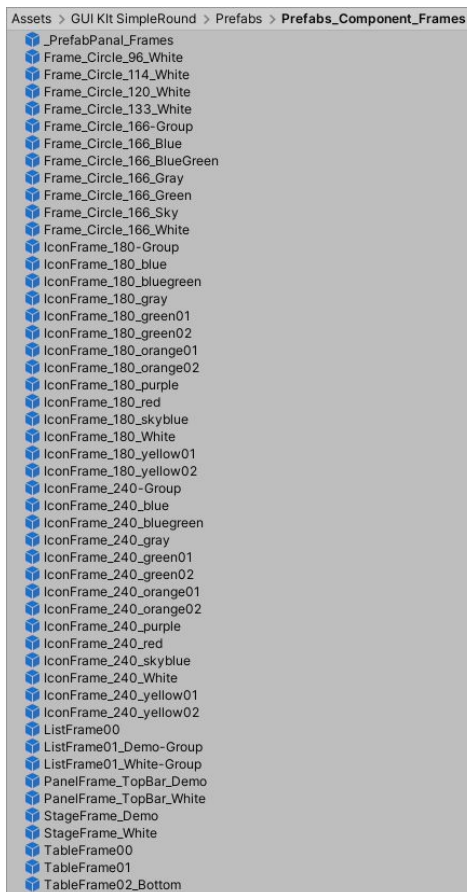 Assets > GUI KIt SimpleRound > Prefabs > Prefabs_Component_Frames
_PrefabPanal_Frames
Frame_Circle_96_White
Frame_Circle_114_White
Frame_Circle_120_White
Frame_Circle_133_White
Frame_Circle_166-Group
Frame_Circle_166_Blue
Frame_Circle_166_BlueGreen
Frame_Circle_166_Gray
Frame_Circle_166_Green
Frame_Circle_166_Sky
Frame_Circle_166_White
IconFrame_180-Group
IconFrame_180_blue
IconFrame_180_bluegreen
IconFrame_180_gray
IconFrame_180_green01
IconFrame_180_green02
IconFrame_180_orange01
IconFrame_180_orange02
IconFrame_180_purple
IconFrame_180_red
IconFrame_180_skyblue
IconFrame_180_White
IconFrame_180_yellow01
IconFrame_180_yellow02
IconFrame_240-Group
IconFrame_240_blue
IconFrame_240_bluegreen
IconFrame_240_gray
IconFrame_240_green01
IconFrame_240_green02
IconFrame_240_orange01
IconFrame_240_orange02
IconFrame_240_purple
IconFrame_240_red
IconFrame_240_skyblue
IconFrame_240_White
IconFrame_240_yellow01
IconFrame_240_yellow02
ListFrame00
ListFrame01_Demo-Group
ListFrame01_White-Group
PanelFrame_TopBar_Demo
PanelFrame_TopBar_White
StageFrame_Demo
StageFrame_White
TableFrame00
TableFrame01
TableFrame02_Bottom